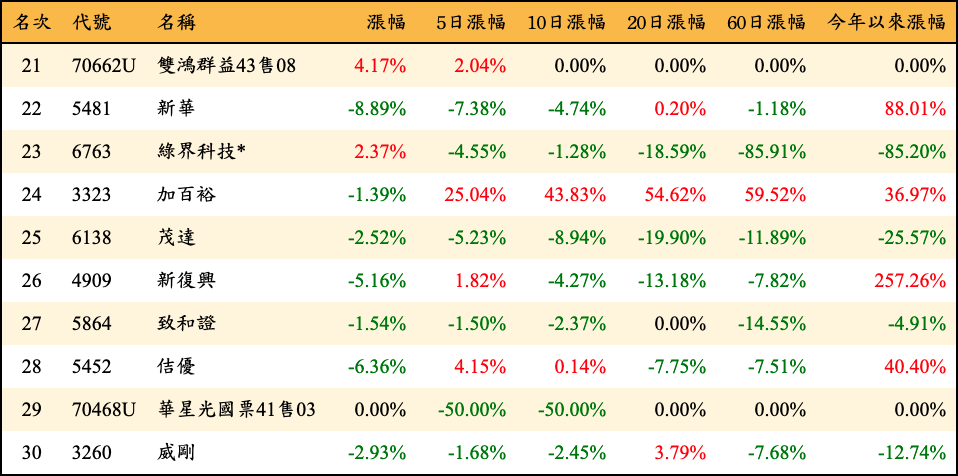 名次 代號 名稱 漲幅 5日漲幅 10日漲幅 20日漲幅 60日漲幅 今年以來漲幅
21 70662U 雙鴻群益43售08 4.17% 2.04% 0.00% 0.00% 0.00% 0.00%
22 5481 新華 -8.89% -7.38% -4.74% 0.20% -1.18% 88.01%
23 6763 綠界科技* 2.37% -4.55% -1.28% -18.59% -85.91% -85.20%
24 3323 加百裕 -1.39% 25.04% 43.83% 54.62% 59.52% 36.97%
25 6138 茂達 -2.52% -5.23% -8.94% -19.90% -11.89% -25.57%
26 4909 新復興 -5.16% 1.82% -4.27% -13.18% -7.82% 257.26%
27 5864 致和證 -1.54% -1.50% -2.37% 0.00% -14.55% -4.91%
28 5452 佶優 -6.36% 4.15% 0.14% -7.75% -7.51% 40.40%
29 70468U 華星光國票41售03 0.00% -50.00% -50.00% 0.00% 0.00% 0.00%
30 3260 威剛 -2.93% -1.68% -2.45% 3.79% -7.68% -12.74%